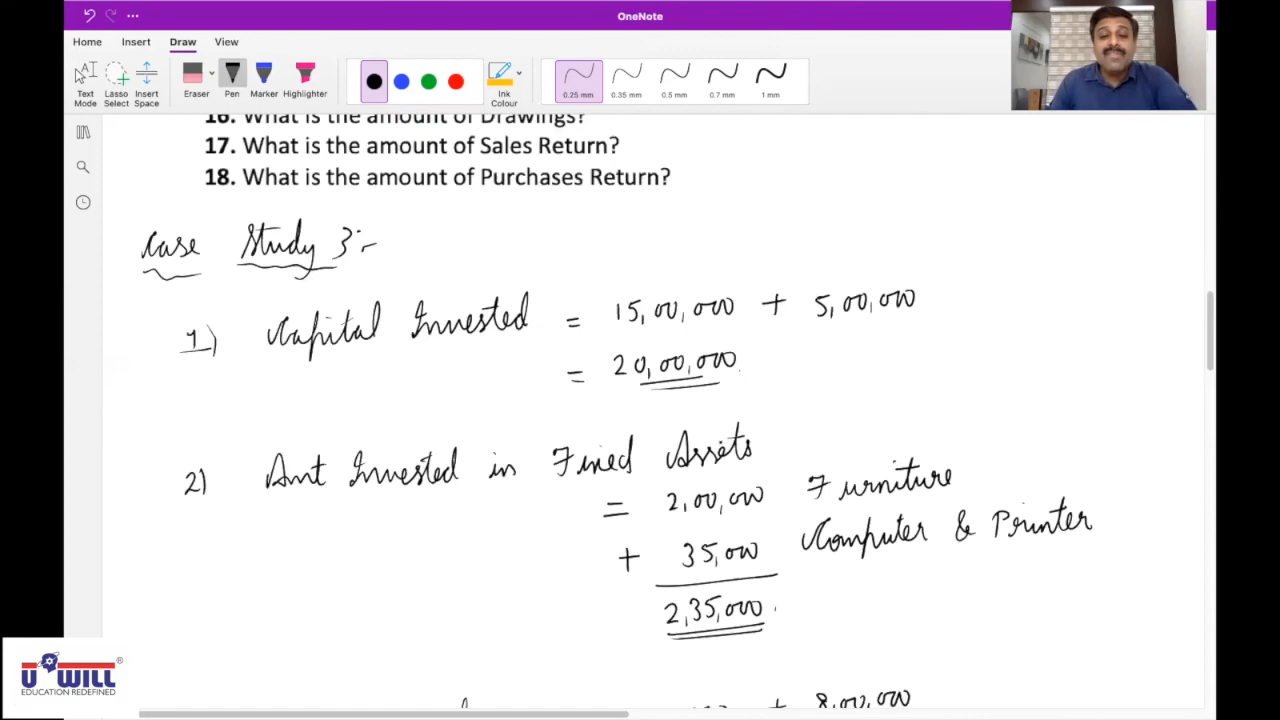 OneNote
Home Insert Draw View
Text Mode
Lasso Select
Insert Space
Eraser
Pen
Marker
Highlighter
Ink Colour
0.25 mm
0.35 mm
0.5 mm
0.7 mm
1 mm
16. What is the amount of Drawings?
17. What is the amount of Sales Return?
18. What is the amount of Purchases Return?
Case Study 3:-
1) Capital Invested = 15,00,000 + 5,00,000
= 20,00,000
2) Amt Invested in Fixed Assets
= 2,00,000 Furniture
+ 35,000 Computer & Printer
2,35,000
+ 8,00,000
U WILL ®
EDUCATION REDEFINED